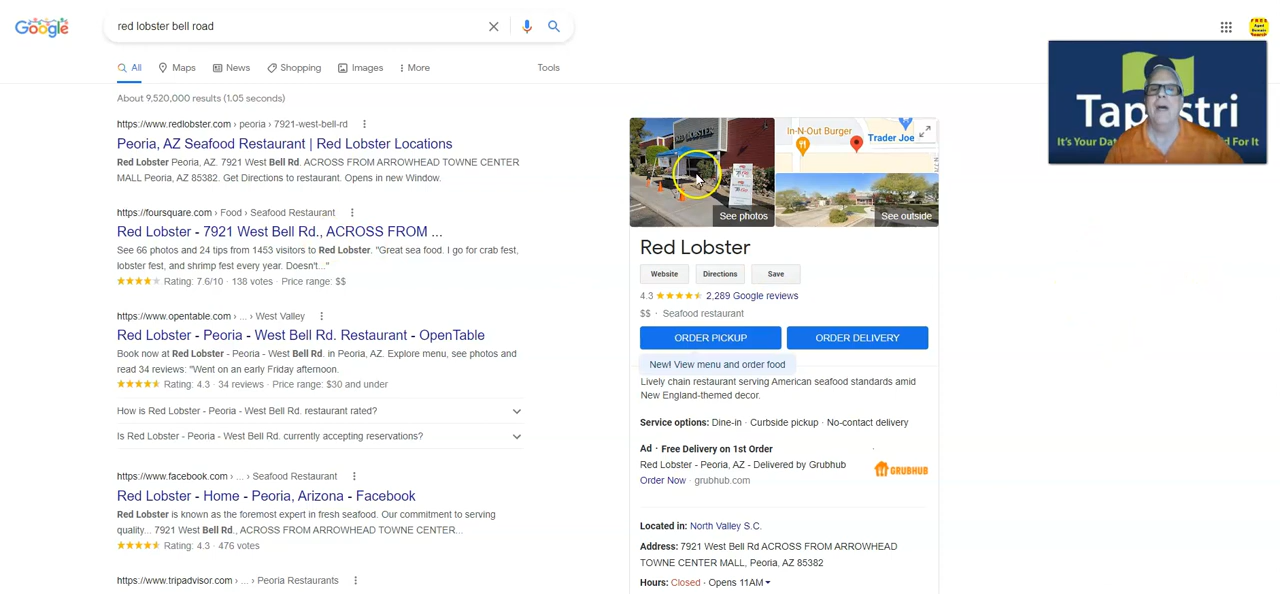 Google
red lobster bell road
All
Maps
News
Shopping
Images
More
Tools
About 9,520,000 results (1.05 seconds)
https://www.redlobster.com › peoria › 7921-west-bell-rd
Peoria, AZ Seafood Restaurant | Red Lobster Locations
Red Lobster Peoria, AZ. 7921 West Bell Rd. ACROSS FROM ARROWHEAD TOWNE CENTER
MALL Peoria, AZ 85382. Get Directions to restaurant. Opens in new Window.
https://foursquare.com › Food › Seafood Restaurant
Red Lobster - 7921 West Bell Rd., ACROSS FROM ...
See 66 photos and 24 tips from 1453 visitors to Red Lobster. "Great sea food. I go for crab fest,
lobster fest, and shrimp fest every year. Doesn't..."
Rating: 7.6/10 · 138 votes · Price range: $$
https://www.opentable.com › ... › West Valley
Red Lobster - Peoria - West Bell Rd. Restaurant - OpenTable
Book now at Red Lobster - Peoria - West Bell Rd. in Peoria, AZ. Explore menu, see photos and
read 34 reviews: "Went on an early Friday afternoon.
Rating: 4.3 · 34 reviews · Price range: $30 and under
How is Red Lobster - Peoria - West Bell Rd. restaurant rated?
Is Red Lobster - Peoria - West Bell Rd. currently accepting reservations?
https://www.facebook.com › ... › Seafood Restaurant
Red Lobster - Home - Peoria, Arizona - Facebook
Red Lobster is known as the foremost expert in fresh seafood. Our commitment to serving
quality... 7921 West Bell Rd., ACROSS FROM ARROWHEAD TOWNE CENTER...
Rating: 4.3 · 476 votes
https://www.tripadvisor.com › ... › Peoria Restaurants
RED LOBSTER
See photos
In-N-Out Burger
Trader Joe
See outside
Red Lobster
Website
Directions
Save
4.3 2,289 Google reviews
$$ · Seafood restaurant
ORDER PICKUP
ORDER DELIVERY
New! View menu and order food
Lively chain restaurant serving American seafood standards amid
New England-themed decor.
Service options: Dine-in · Curbside pickup · No-contact delivery
Ad · Free Delivery on 1st Order
Red Lobster - Peoria, AZ - Delivered by Grubhub
Order Now · grubhub.com
GRUBHUB
Located in: North Valley S.C.
Address: 7921 West Bell Rd ACROSS FROM ARROWHEAD
TOWNE CENTER MALL, Peoria, AZ 85382
Hours: Closed · Opens 11AM